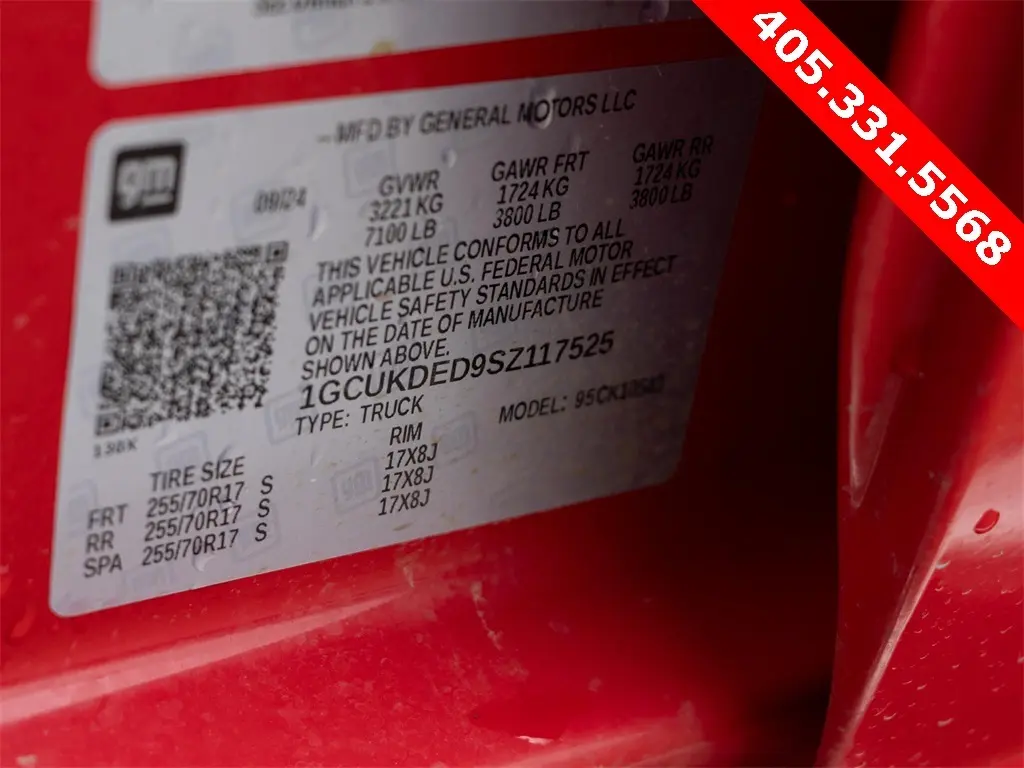 405.331.5568
MFD BY GENERAL MOTORS LLC
gm
09/24
GVWR GAWR FRT GAWR RR
3221 KG 1724 KG 1724 KG
7100 LB 3800 LB 3800 LB
THIS VEHICLE CONFORMS TO ALL
APPLICABLE U.S. FEDERAL MOTOR
VEHICLE SAFETY STANDARDS IN EFFECT
ON THE DATE OF MANUFACTURE
SHOWN ABOVE.
1GCUKDED9SZ117525
TYPE: TRUCK MODEL:
TIRE SIZE RIM
FRT 255/70R17 S 17X8J
RR 255/70R17 S 17X8J
SPA 255/70R17 S 17X8J